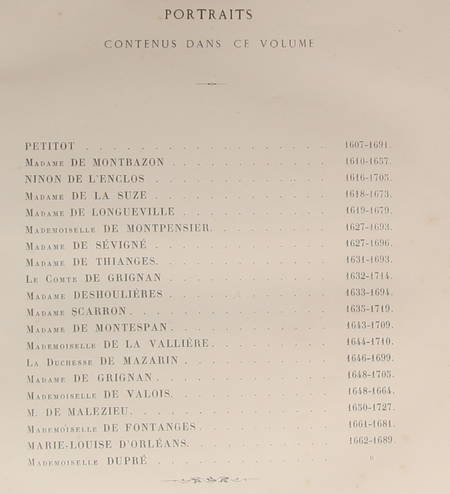 PORTRAITS
CONTENUS DANS CE VOLUME
PETITOT . . . . . . . . . . . . . . . . 1607-1691.
MADAME DE MONTBAZON . . . . . . . . . . 1610-1657.
NINON DE L'ENCLOS . . . . . . . . . . . 1616-1705.
MADAME DE LA SUZE . . . . . . . . . . . 1618-1673.
MADAME DE LONGUEVILLE . . . . . . . . . 1619-1679.
MADEMOISELLE DE MONTPENSIER. . . . . . . 1627-1693.
MADAME DE SÉVIGNÉ . . . . . . . . . . . 1627-1696.
MADAME DE THIANGES. . . . . . . . . . . 1631-1693.
LE COMTE DE GRIGNAN . . . . . . . . . . 1632-1714.
MADAME DESHOULIÈRES . . . . . . . . . . 1633-1694.
MADAME SCARRON. . . . . . . . . . . . . 1635-1719.
MADAME DE MONTESPAN . . . . . . . . . . 1643-1709.
MADEMOISELLE DE LA VALLIÈRE. . . . . . . 1644-1710.
LA DUCHESSE DE MAZARIN . . . . . . . . . 1646-1699.
MADAME DE GRIGNAN . . . . . . . . . . . 1648-1705.
MADEMOISELLE DE VALOIS. . . . . . . . . 1648-1664.
M. DE MALEZIEU. . . . . . . . . . . . . 1650-1727.
MADEMOISELLE DE FONTANGES . . . . . . . 1661-1681.
MARIE-LOUISE D'ORLÉANS. . . . . . . . . 1662-1689.
MADEMOISELLE DUPRÉ . . . . . . . . . . .